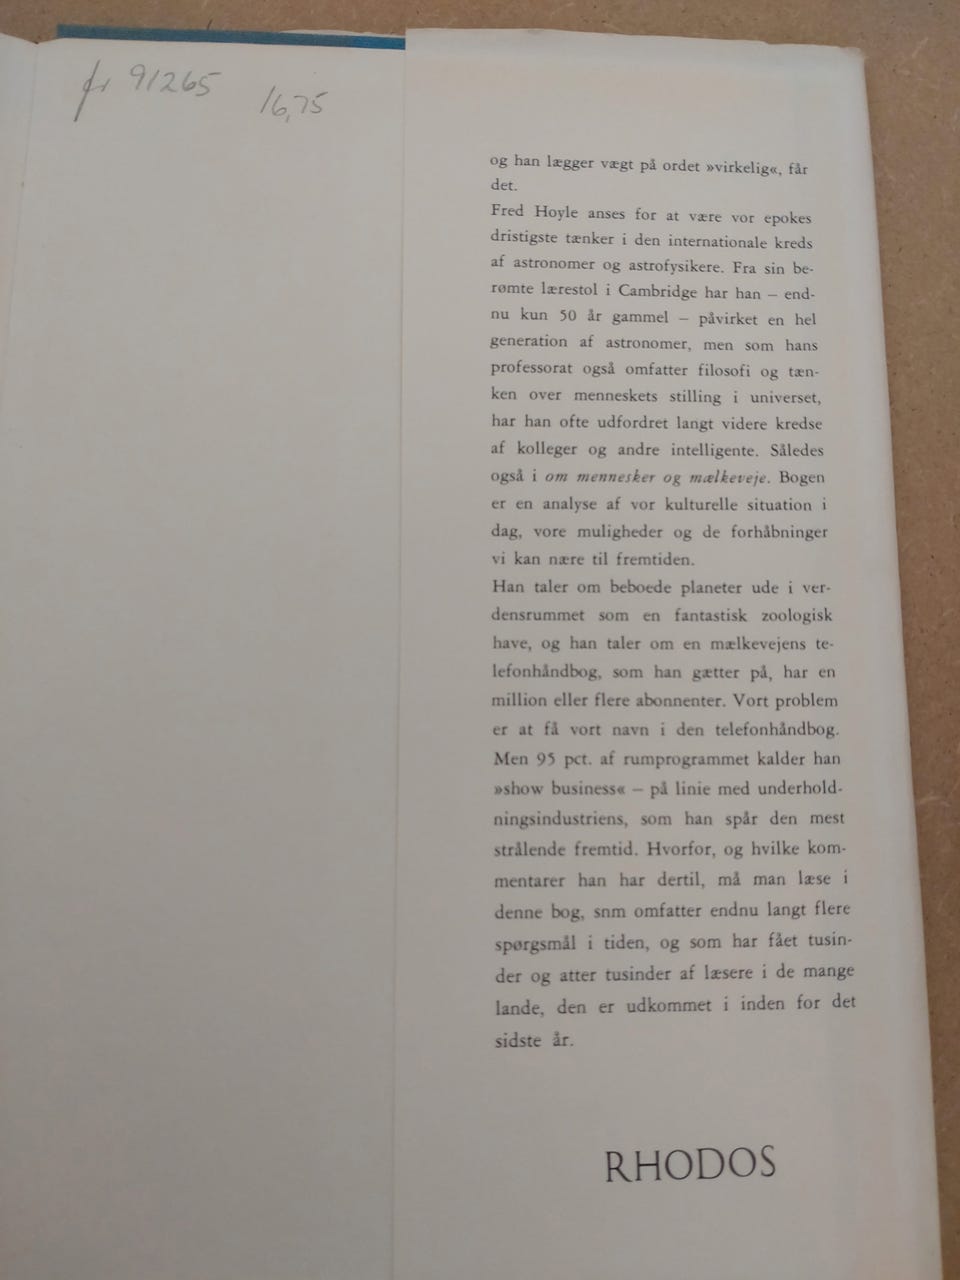 fr 91265
16,75
og han lægger vægt på ordet »virkelig«, får
det.
Fred Hoyle anses for at være vor epokes
dristigste tænker i den internationale kreds
af astronomer og astrofysikere. Fra sin be-
rømte lærestol i Cambridge har han – end-
nu kun 50 år gammel – påvirket en hel
generation af astronomer, men som hans
professorat også omfatter filosofi og tæn-
ken over menneskets stilling i universet,
har han ofte udfordret langt videre kredse
af kolleger og andre intelligente. Således
også i om mennesker og mælkeveje. Bogen
er en analyse af vor kulturelle situation i
dag, vore muligheder og de forhåbninger
vi kan nære til fremtiden.
Han taler om beboede planeter ude i ver-
densrummet som en fantastisk zoologisk
have, og han taler om en mælkevejens te-
lefonhåndbog, som han gætter på, har en
million eller flere abonnenter. Vort problem
er at få vort navn i den telefonhåndbog.
Men 95 pct. af rumprogrammet kalder han
»show business« – på linie med underhold-
ningsindustriens, som han spår den mest
strålende fremtid. Hvorfor, og hvilke kom-
mentarer han har dertil, må man læse i
denne bog, snm omfatter endnu langt flere
spørgsmål i tiden, og som har fået tusin-
der og atter tusinder af læsere i de mange
lande, den er udkommet i inden for det
sidste år.
RHODOS